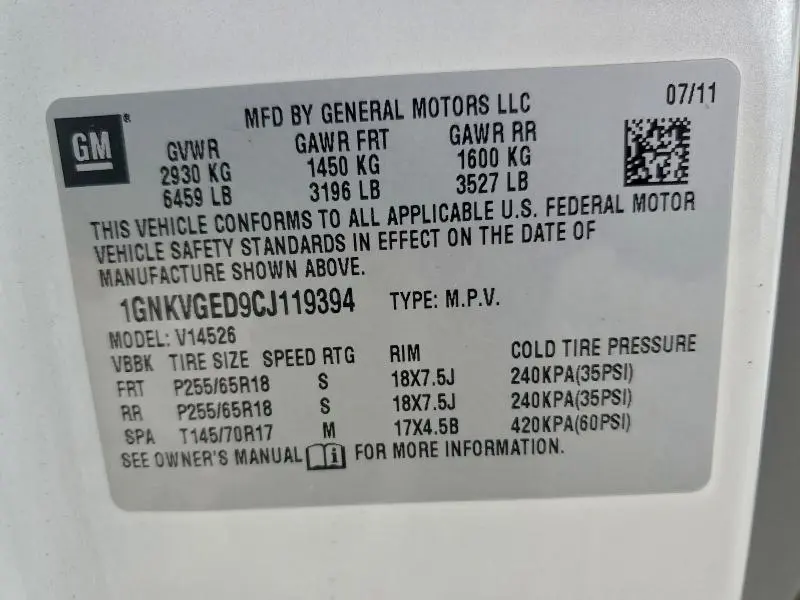 MFD BY GENERAL MOTORS LLC 07/11
GM ®
GVWR GAWR FRT GAWR RR
2930 KG 1450 KG 1600 KG
6459 LB 3196 LB 3527 LB
THIS VEHICLE CONFORMS TO ALL APPLICABLE U.S. FEDERAL MOTOR
VEHICLE SAFETY STANDARDS IN EFFECT ON THE DATE OF
MANUFACTURE SHOWN ABOVE.
1GNKVGED9CJ119394 TYPE: M.P.V.
MODEL: V14526
VBBK TIRE SIZE SPEED RTG RIM COLD TIRE PRESSURE
FRT P255/65R18 S 18X7.5J 240KPA(35PSI)
RR P255/65R18 S 18X7.5J 240KPA(35PSI)
SPA T145/70R17 M 17X4.5B 420KPA(60PSI)
SEE OWNER'S MANUAL i FOR MORE INFORMATION.